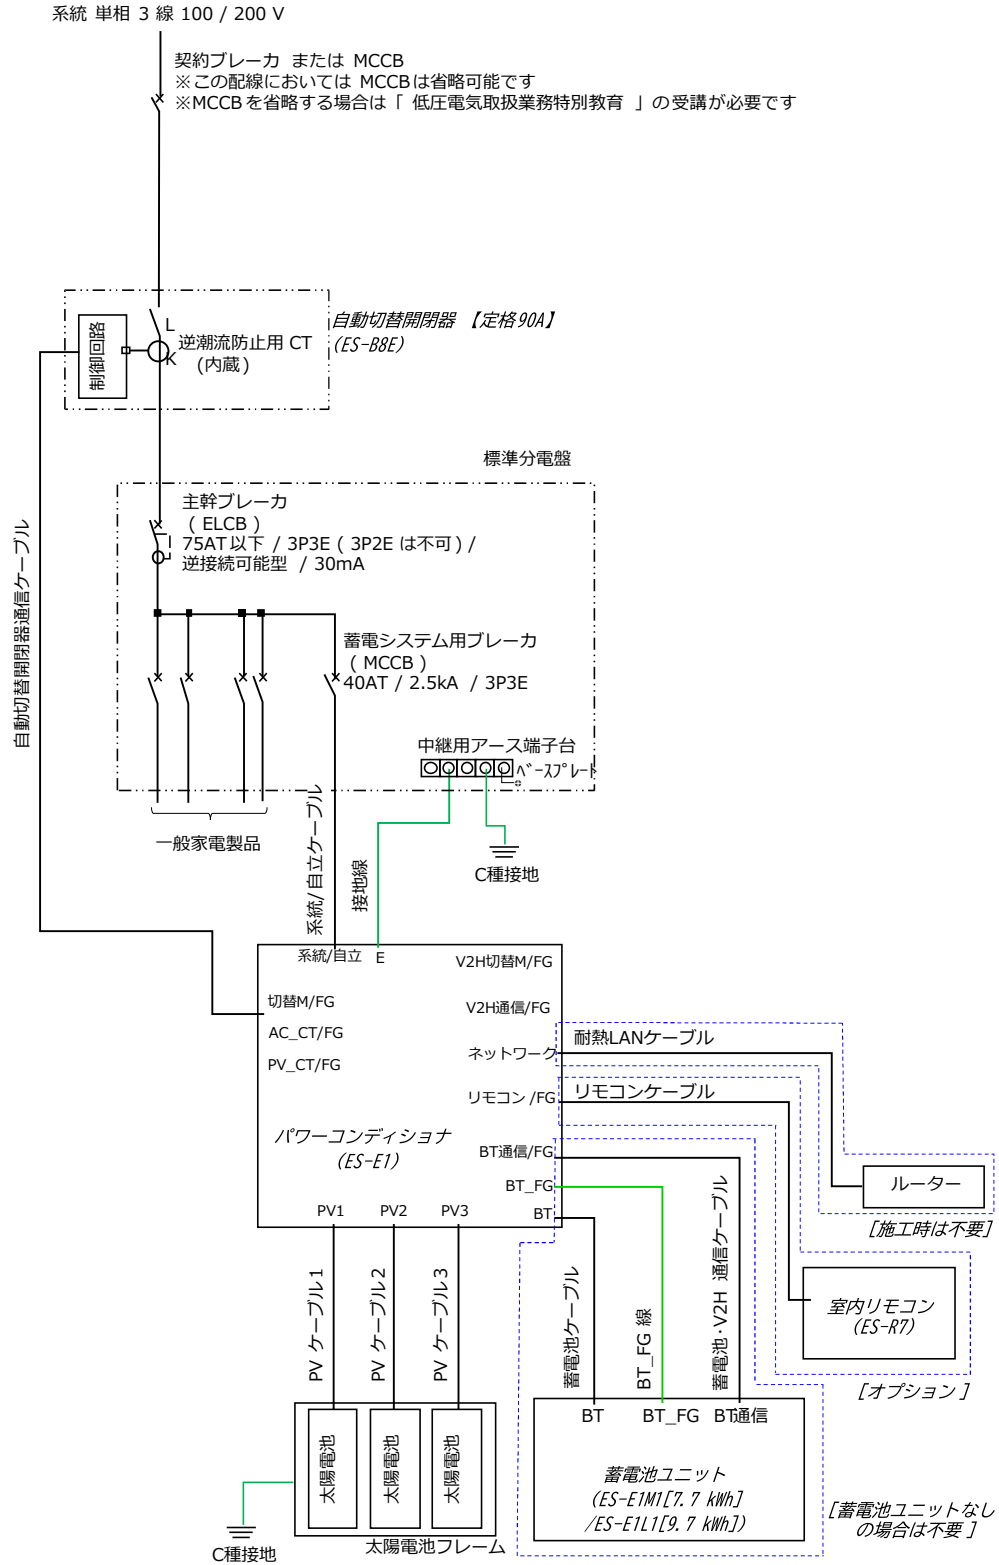 系統 単相 3 線 100 / 200 V
契約ブレーカ または MCCB
※この配線においては MCCBは省略可能です
※MCCBを省略する場合は「 低圧電気取扱業務特別教育 」の受講が必要です
自動切替開閉器 【定格90A】
(ES-B8E)
制御回路
L
K
逆潮流防止用 CT
(内蔵)
自動切替開閉器通信ケーブル
標準分電盤
主幹ブレーカ
( ELCB )
75AT以下 / 3P3E ( 3P2E は不可) /
逆接続可能型 / 30mA
蓄電システム用ブレーカ
( MCCB )
40AT / 2.5kA / 3P3E
中継用アース端子台
ベースプレート
一般家電製品
系統/自立ケーブル
接地線
C種接地
系統/自立
E
V2H切替M/FG
切替M/FG
V2H通信/FG
AC_CT/FG
ネットワーク
PV_CT/FG
リモコン /FG
パワーコンディショナ
(ES-E1)
BT通信/FG
BT_FG
BT
PV1
PV2
PV3
耐熱LANケーブル
リモコンケーブル
ルーター
[施工時は不要]
室内リモコン
(ES-R7)
[オプション]
PV ケーブル1
PV ケーブル2
PV ケーブル3
蓄電池ケーブル
BT_FG 線
蓄電池・V2H 通信ケーブル
太陽電池
太陽電池
太陽電池
太陽電池フレーム
C種接地
BT
BT_FG
BT通信
蓄電池ユニット
(ES-E1M1[7.7 kWh]
/ES-E1L1[9.7 kWh])
[蓄電池ユニットなし
の場合は不要 ]